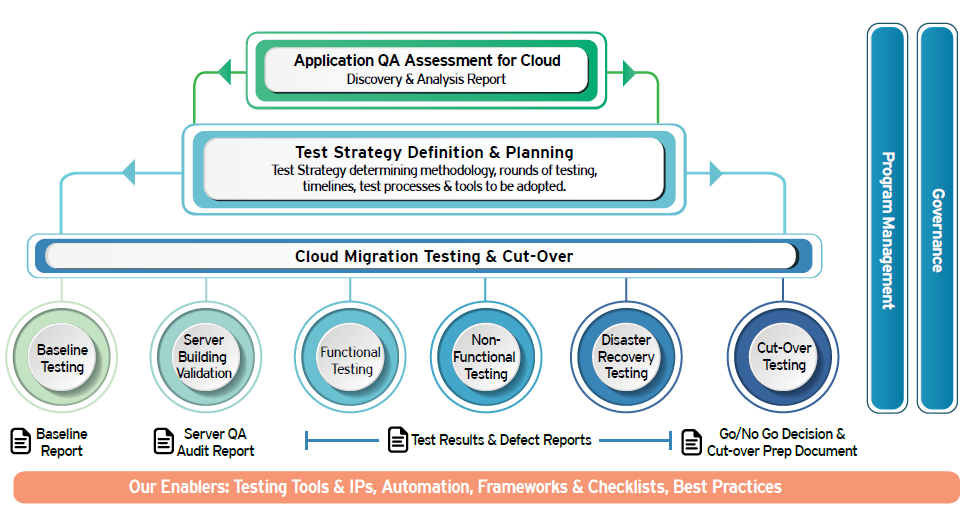 Application QA Assessment for Cloud
Discovery & Analysis Report
Test Strategy Definition & Planning
Test Strategy determining methodology, rounds of testing,
timelines, test processes & tools to be adopted.
Cloud Migration Testing & Cut-Over
Baseline
Testing
Server
Building
Validation
Functional
Testing
Non-
Functional
Testing
Disaster
Recovery
Testing
Cut-Over
Testing
Baseline
Report
Server QA
Audit Report
Test Results & Defect Reports
Go/No Go Decision &
Cut-over Prep Document
Program Management
Governance
Our Enablers: Testing Tools & IPs, Automation, Frameworks & Checklists, Best Practices